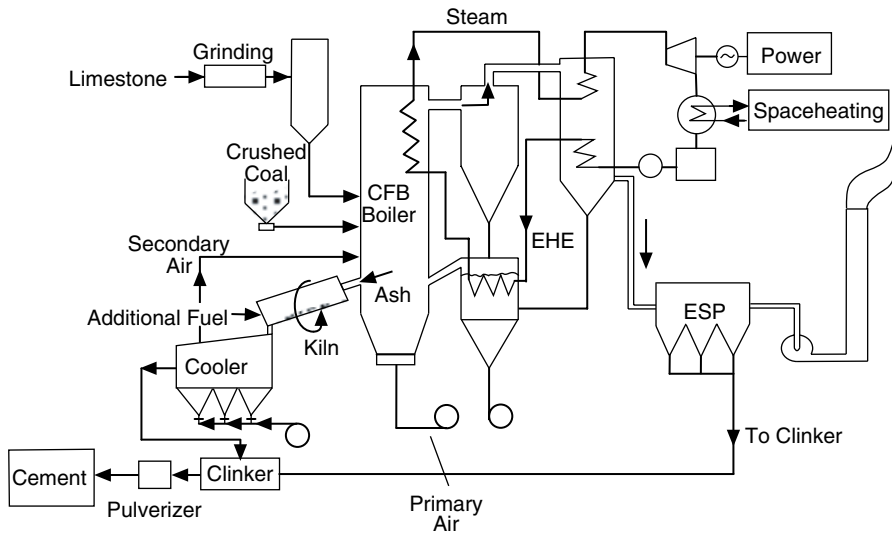 Steam
Grinding
Limestone
Power
Spaceheating
Crushed
Coal
CFB
Boiler
Secondary
Air
EHE
Ash
Additional Fuel
Kiln
ESP
Cooler
To Clinker
Cement
Clinker
Pulverizer
Primary
Air